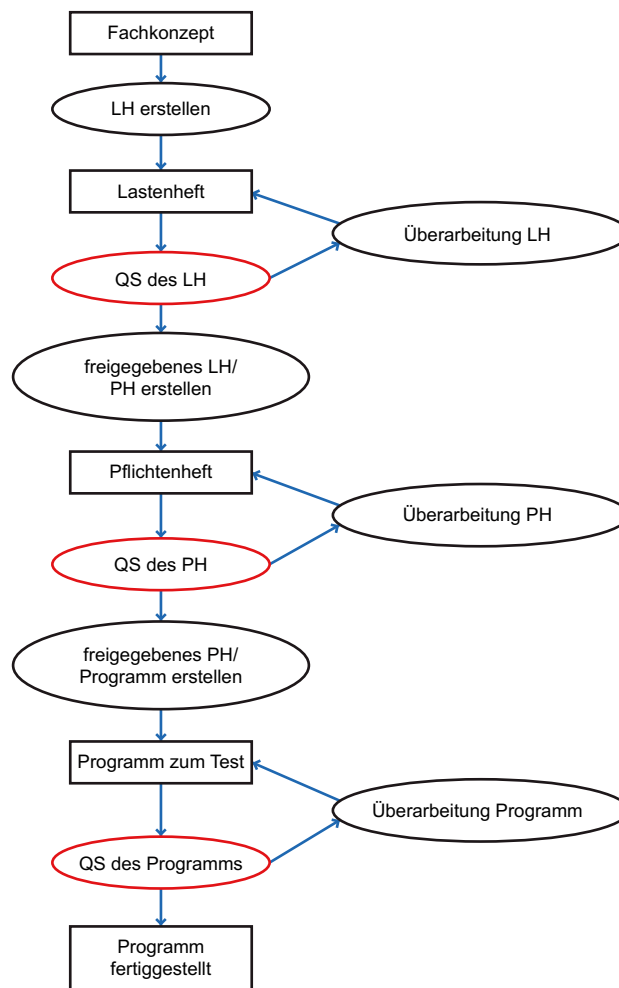 Fachkonzept
LH erstellen
Lastenheft
Überarbeitung LH
QS des LH
freigegebenes LH/
PH erstellen
Pflichtenheft
Überarbeitung PH
QS des PH
freigegebenes PH/
Programm erstellen
Programm zum Test
Überarbeitung Programm
QS des Programms
Programm
fertiggestellt